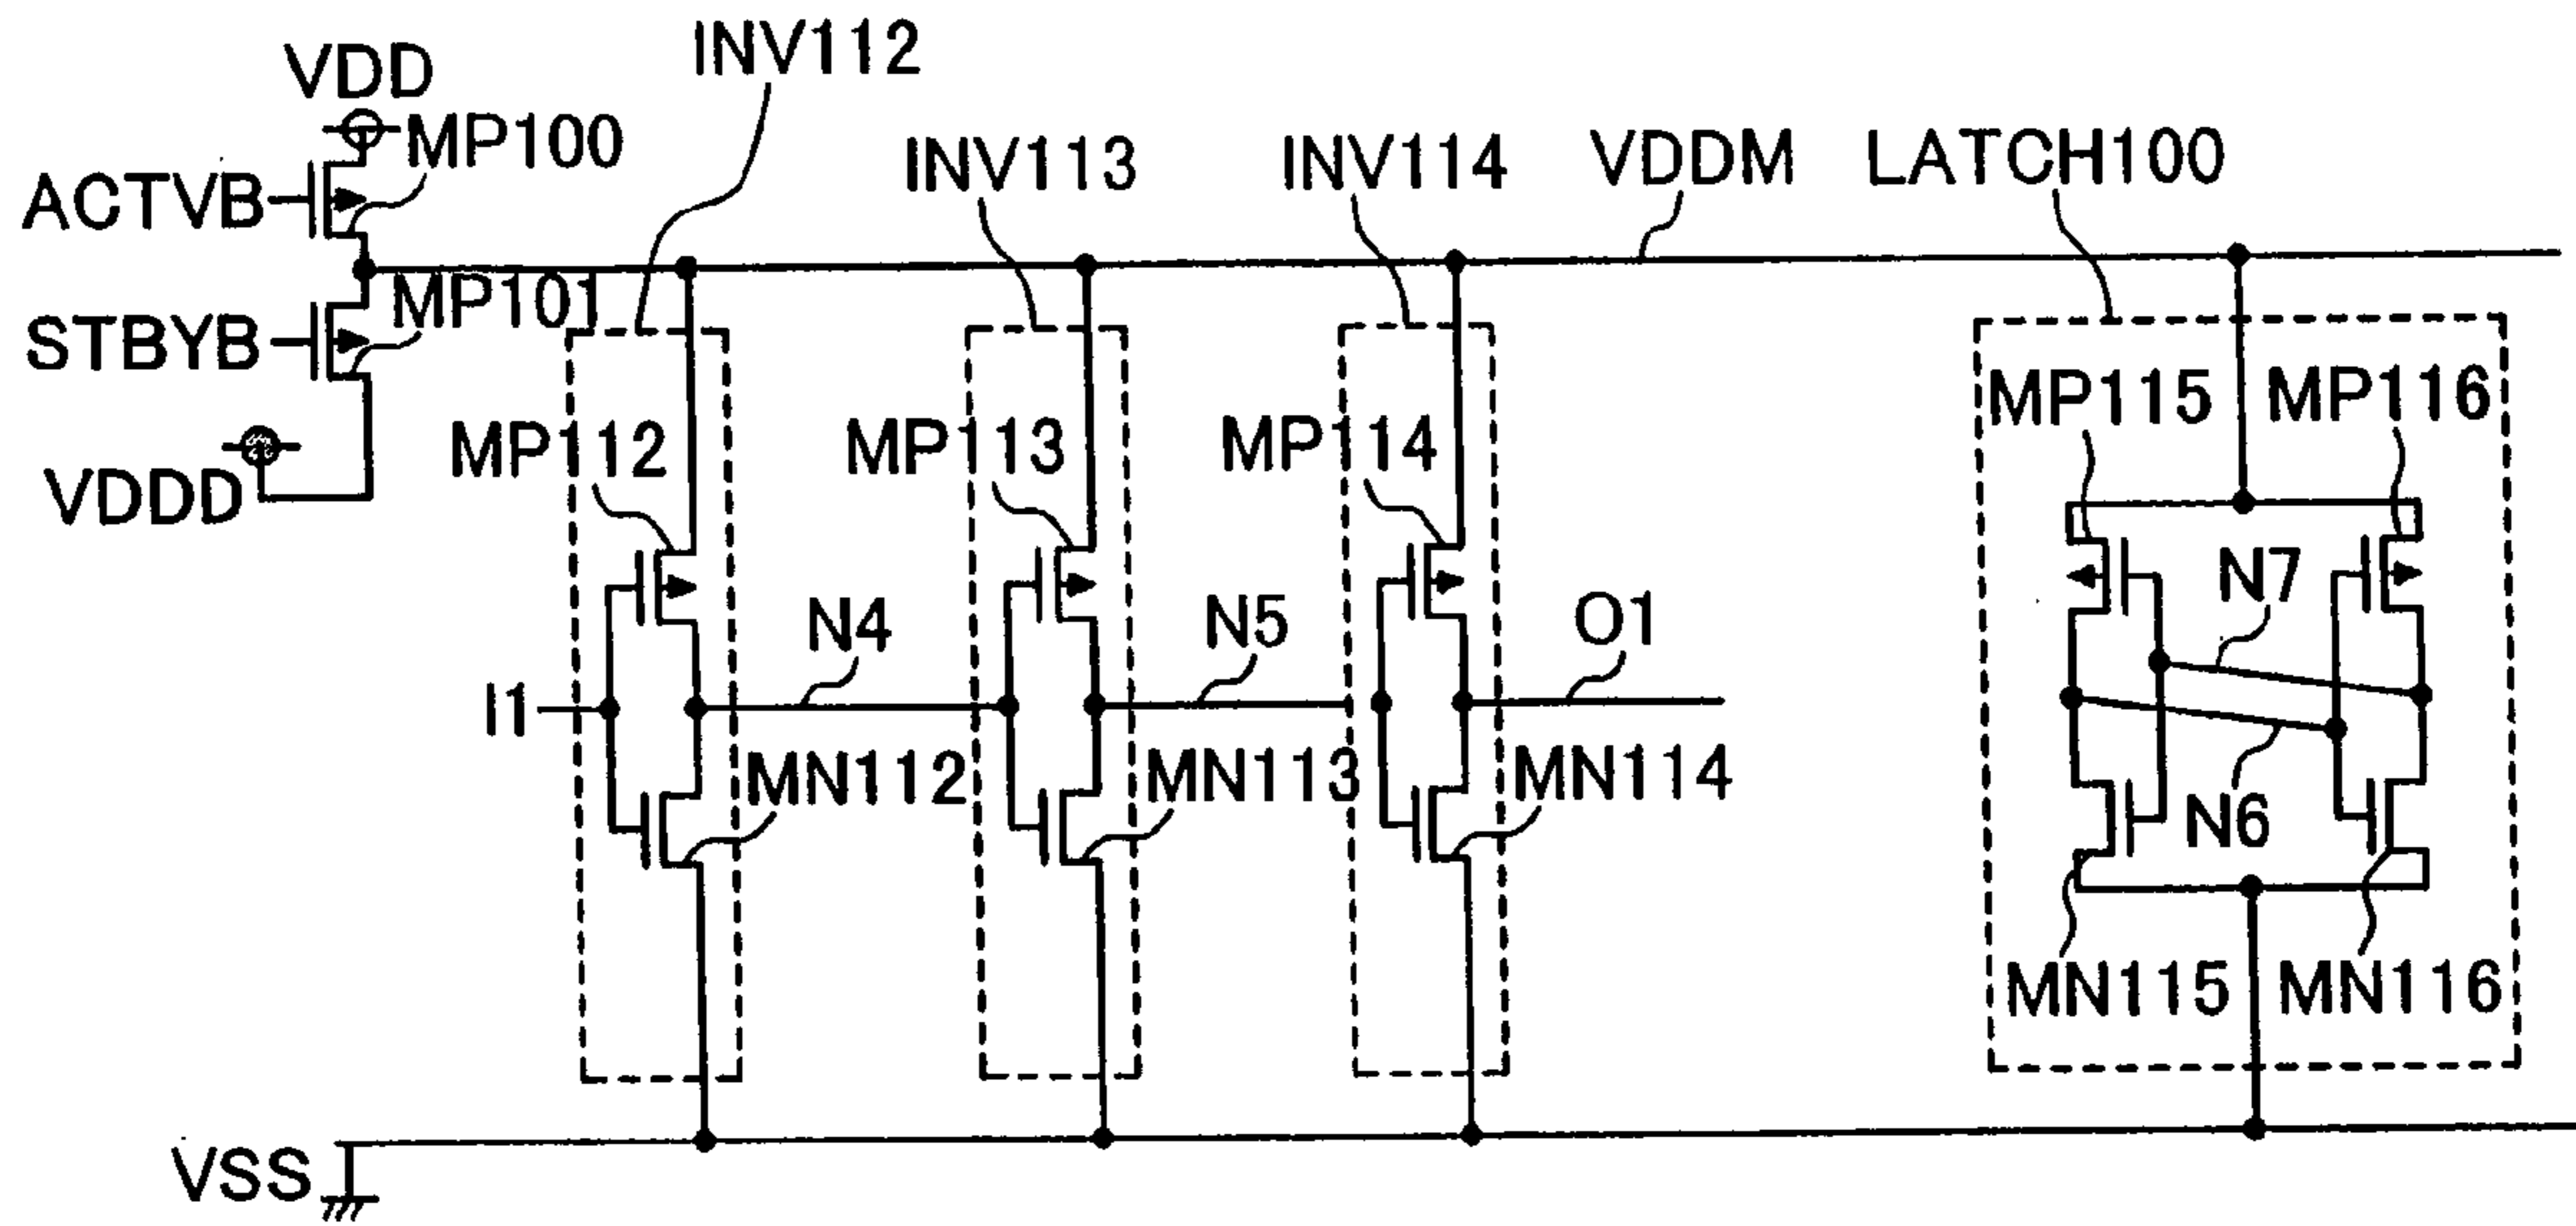 INV112
VDD
MP100
INV113
INV114
VDDM
LATCH100
ACTVB
MP101
STBYB
MP115
MP116
MP112
MP113
MP114
VDDD
N7
N4
N5
O1
I1
MN112
MN113
MN114
N6
MN115
MN116
VSS